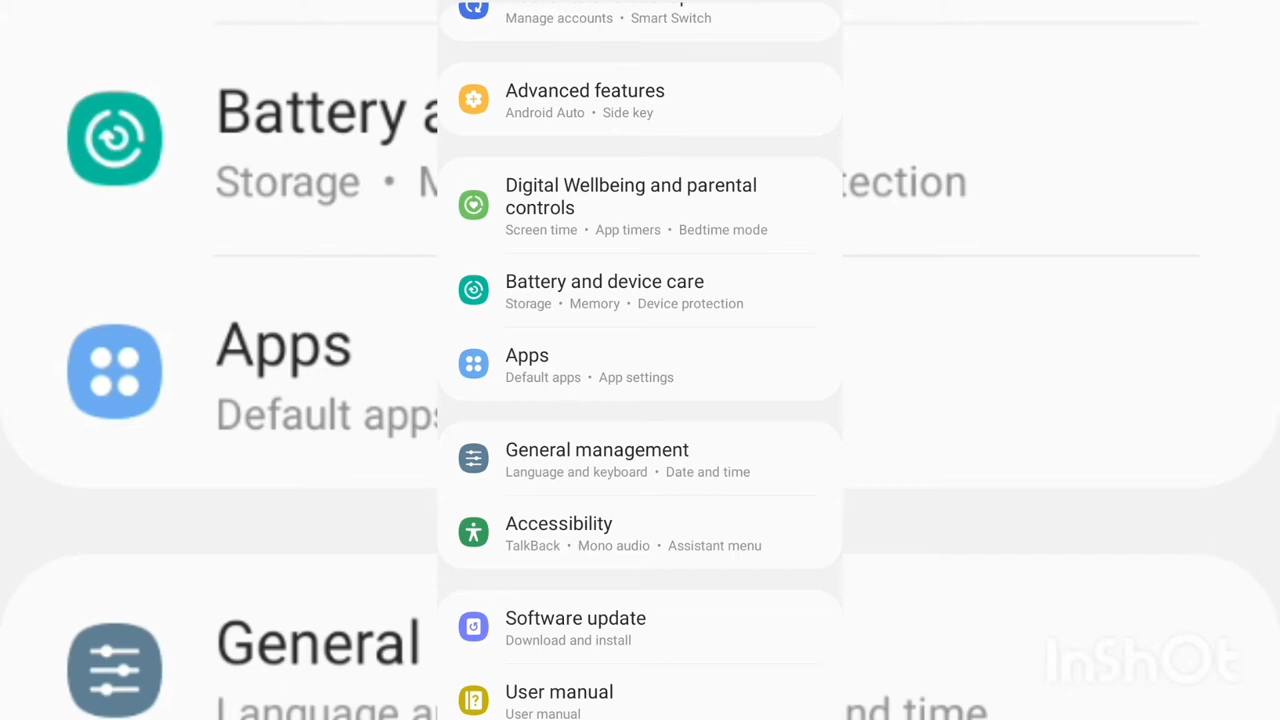 Manage accounts • Smart Switch
Advanced features
Android Auto • Side key
Digital Wellbeing and parental
controls
Screen time • App timers • Bedtime mode
Battery and device care
Storage • Memory • Device protection
Apps
Default apps • App settings
General management
Language and keyboard • Date and time
Accessibility
TalkBack • Mono audio • Assistant menu
Software update
Download and install
User manual
User manual
Battery a
Storage • M
tection
Apps
Default apps
General
Language a
nd time
InShOt